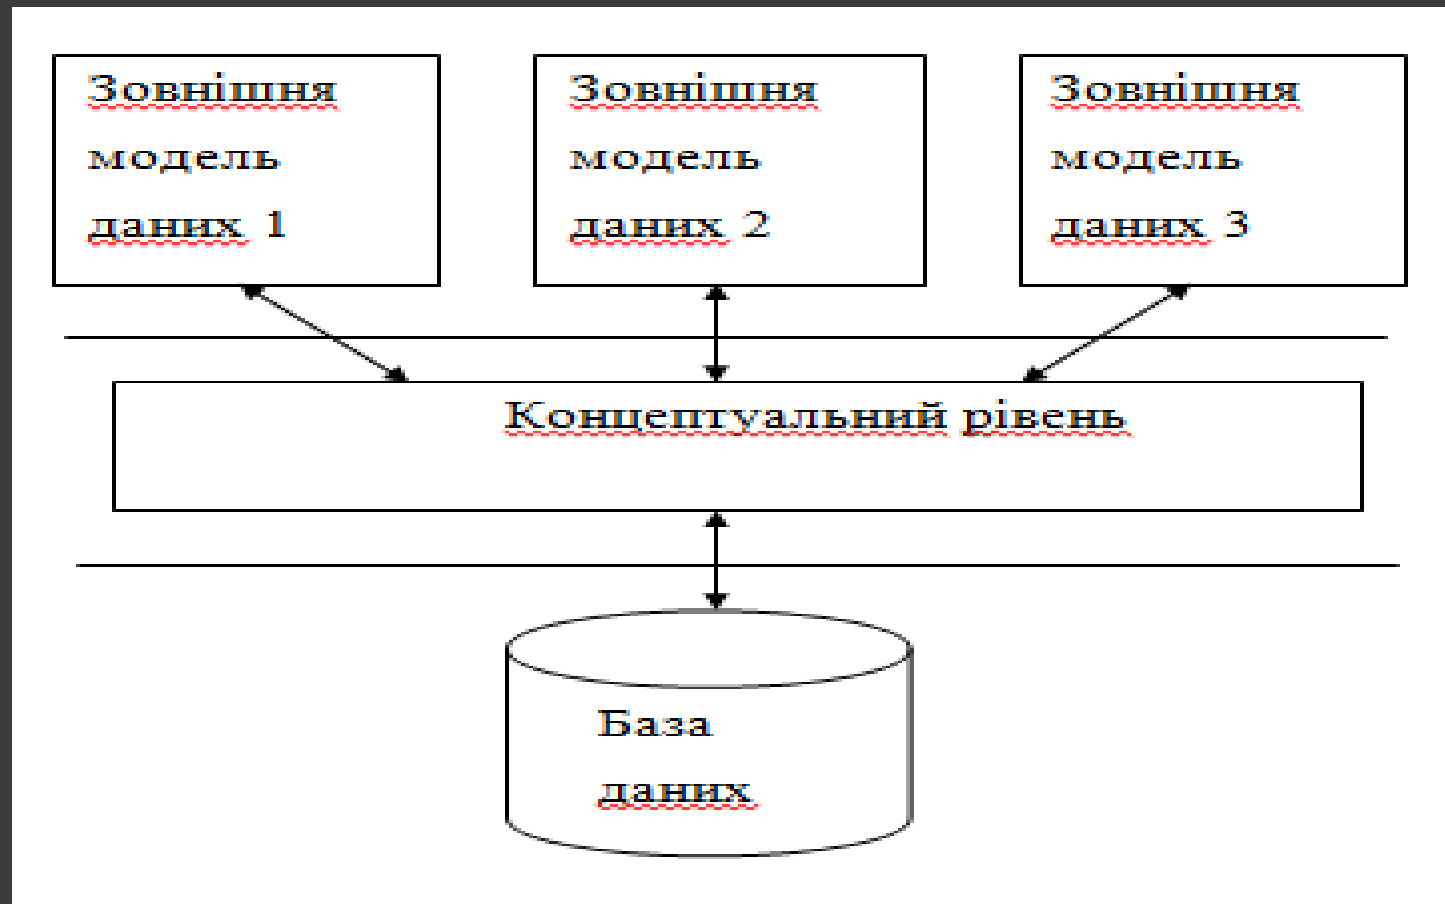 Зовнішня
модель
даних 1
Зовнішня
модель
даних 2
Зовнішня
модель
даних 3
Концептуальний рівень
База
даних